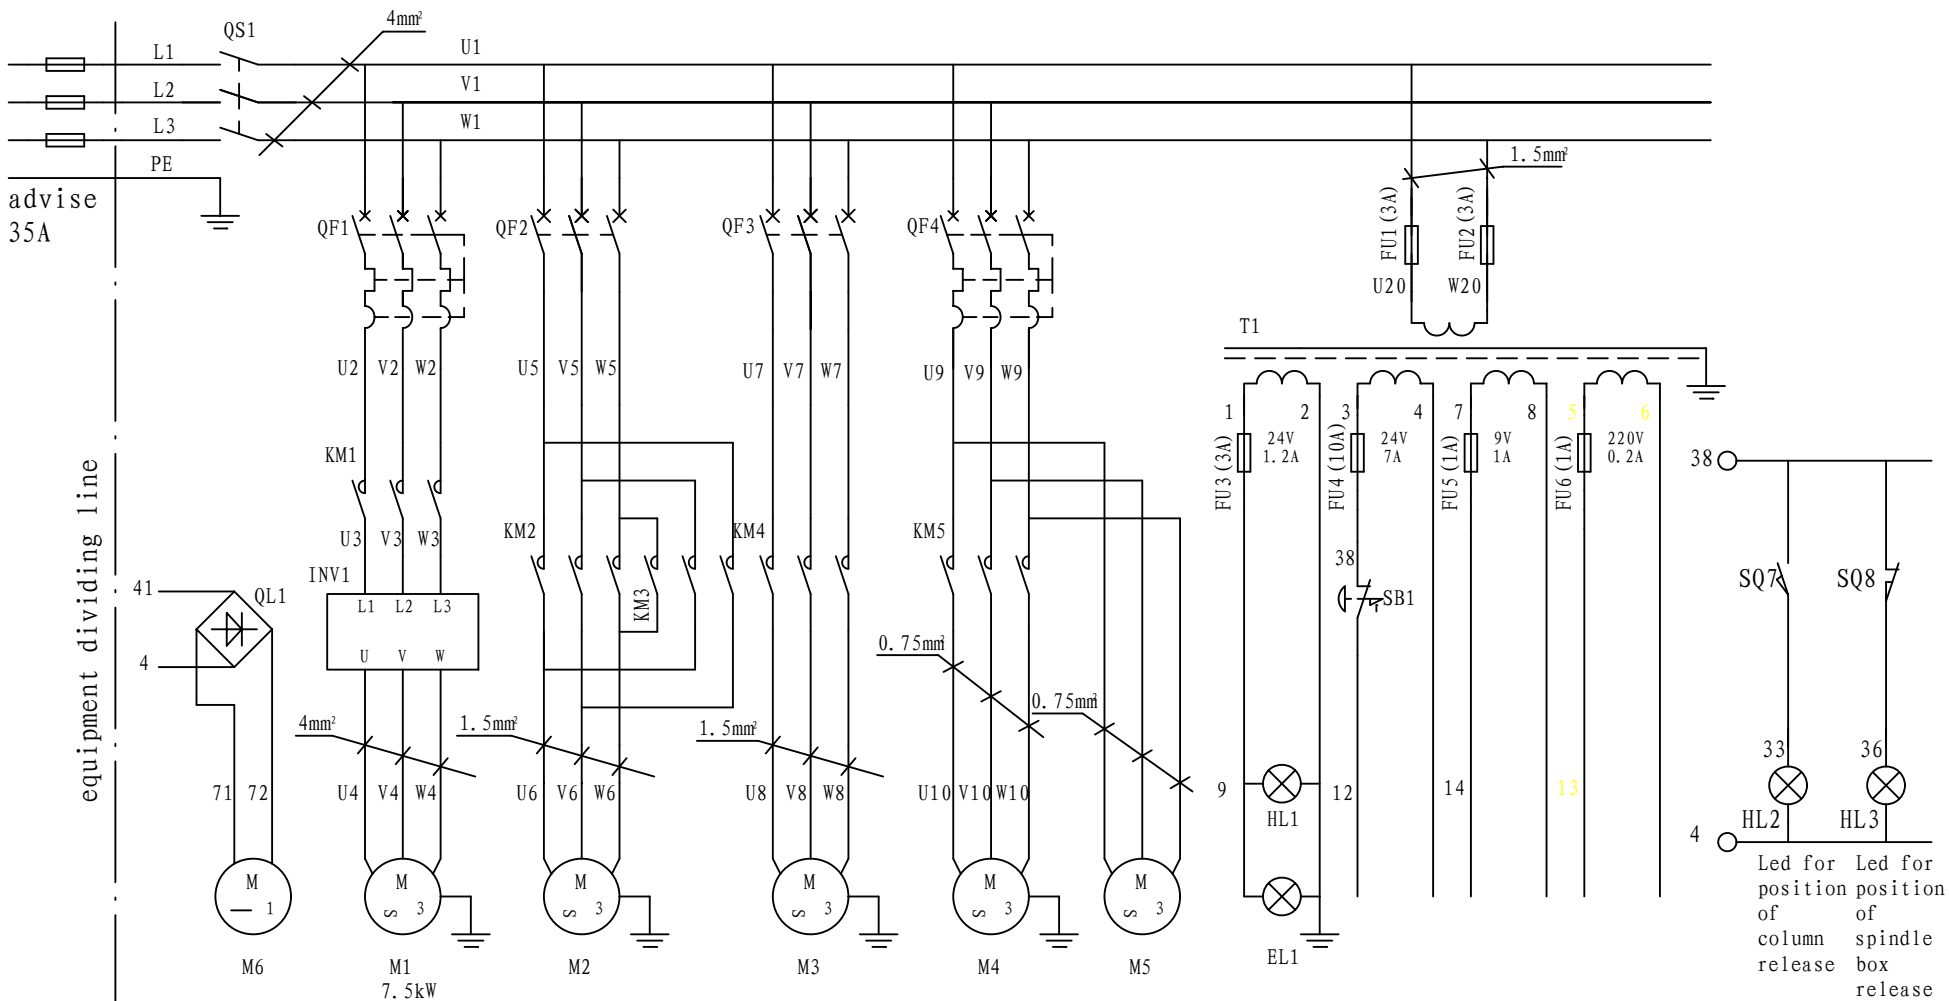 4mm²
QS1
L1
U1
L2
V1
L3
W1
PE
1.5mm²
advise
35A
QF1
QF2
QF3
QF4
FU1(3A)
FU2(3A)
U20
W20
T1
U2
V2
W2
U5
V5
W5
U7
V7
W7
U9
V9
W9
1
2
3
4
7
8
5
6
24V
1.2A
24V
7A
9V
1A
220V
0.2A
FU3(3A)
FU4(10A)
FU5(1A)
FU6(1A)
38
equipment dividing line
KM1
KM2
KM3
KM4
KM5
U3
V3
W3
38
SB1
SQ7
SQ8
41
QL1
4
INV1
L1
L2
L3
U
V
W
0.75mm²
0.75mm²
4mm²
1.5mm²
1.5mm²
71
72
U4
V4
W4
U6
V6
W6
U8
V8
W8
U10
V10
W10
9
HL1
12
14
13
33
36
HL2
HL3
4
M
1
M
S
3
M
S
3
M
S
3
M
S
3
M
S
3
M6
M1
7.5kW
M2
M3
M4
M5
EL1
Led for
position
of
column
release
Led for
position
of
spindle
box
release